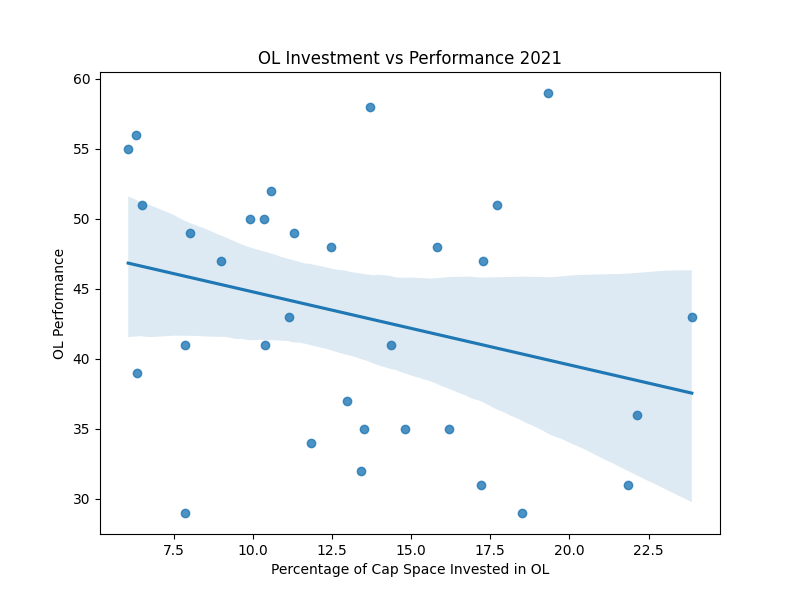 OL Investment vs Performance 2021
60
55
50
45
40
35
30
OL Performance
7.5 10.0 12.5 15.0 17.5 20.0 22.5
Percentage of Cap Space Invested in OL